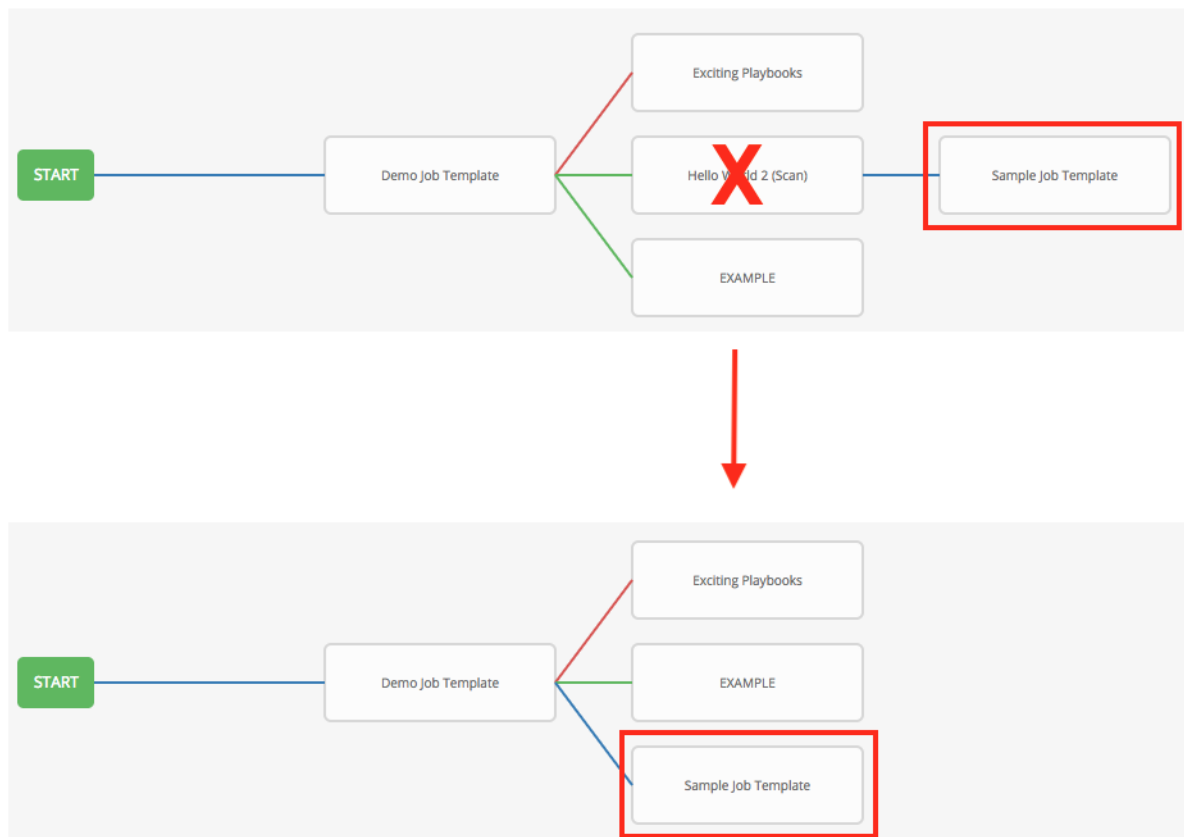 Exciting Playbooks
START
Demo Job Template
Hello World 2 (Scan)
Sample Job Template
EXAMPLE
Exciting Playbooks
START
Demo Job Template
EXAMPLE
Sample Job Template